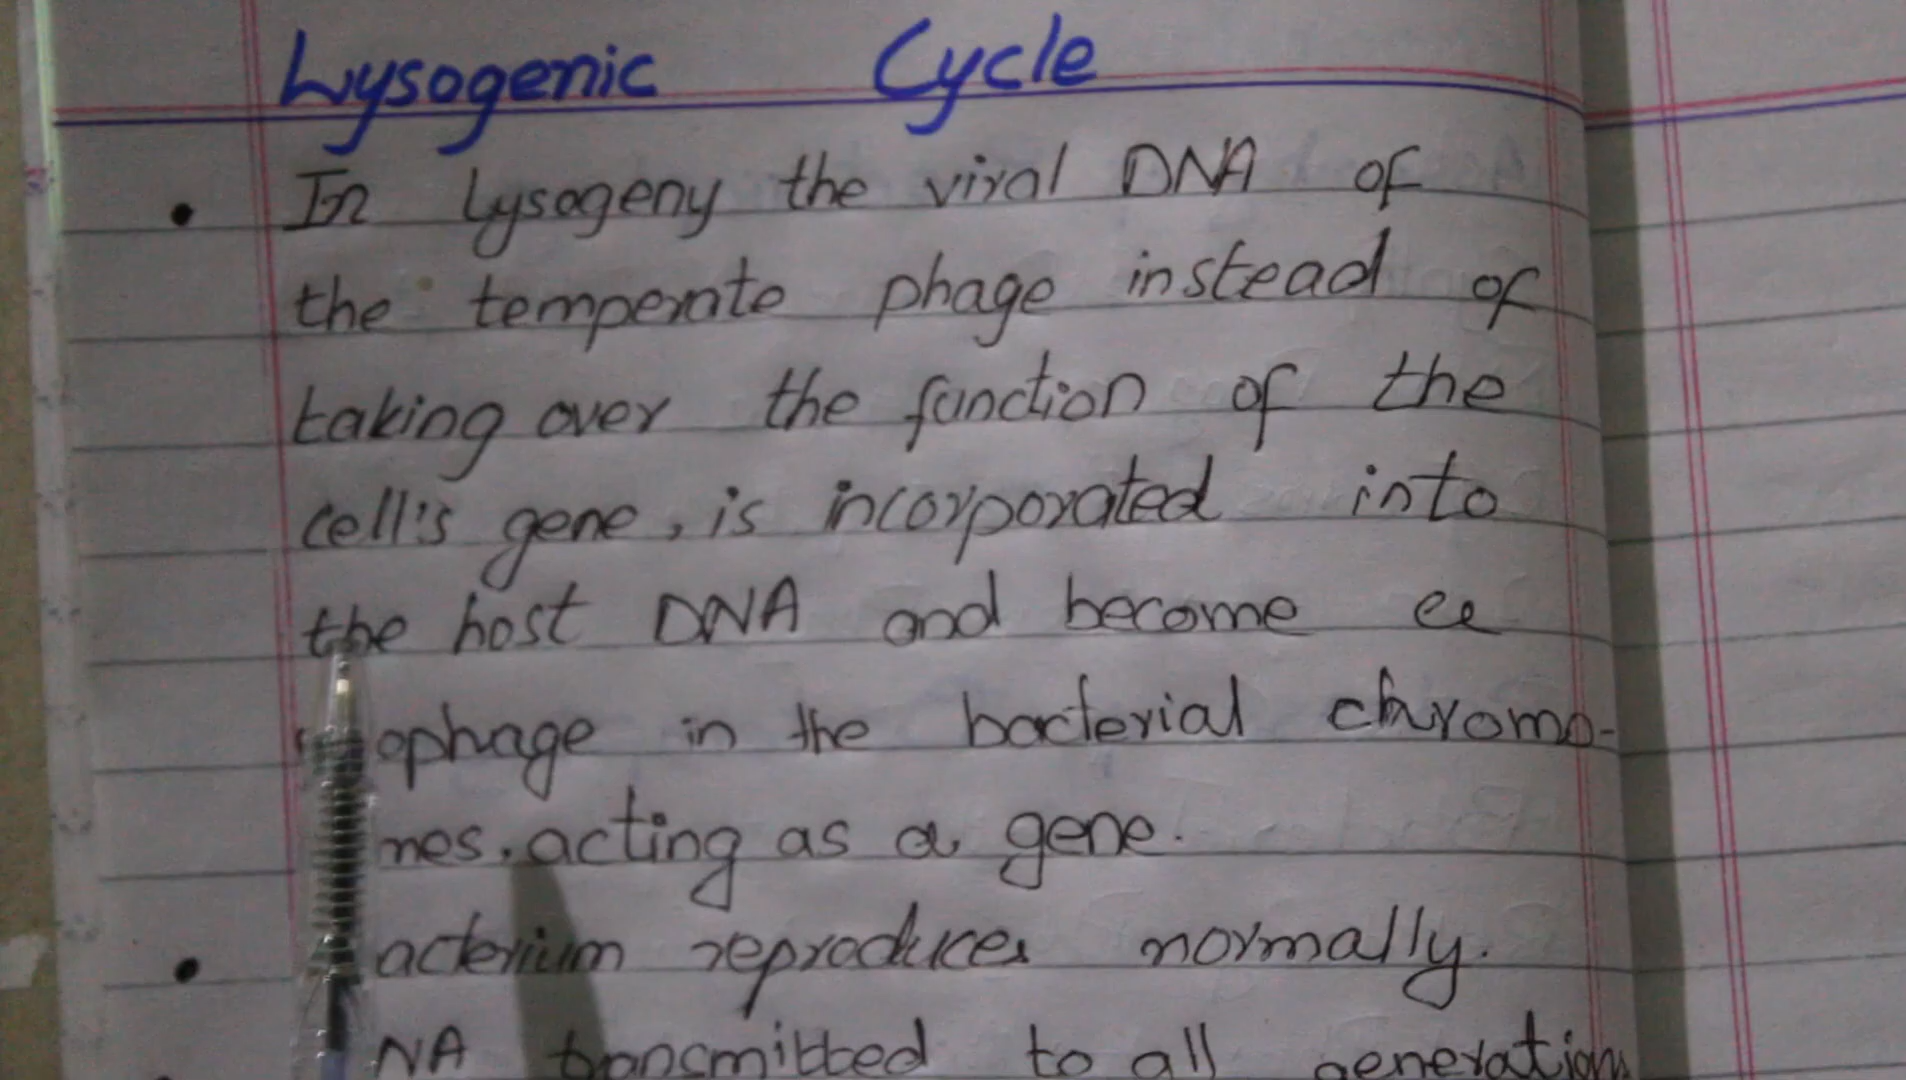 Lysogenic Cycle
• In lysogeny the viral DNA of
the temperate phage instead of
taking over the function of the
cell's gene, is incorporated into
the host DNA and become a
ophage in the bacterial chromo-
mes. acting as a gene.
• acterium reproduces normally.
NA transmitted to all generations